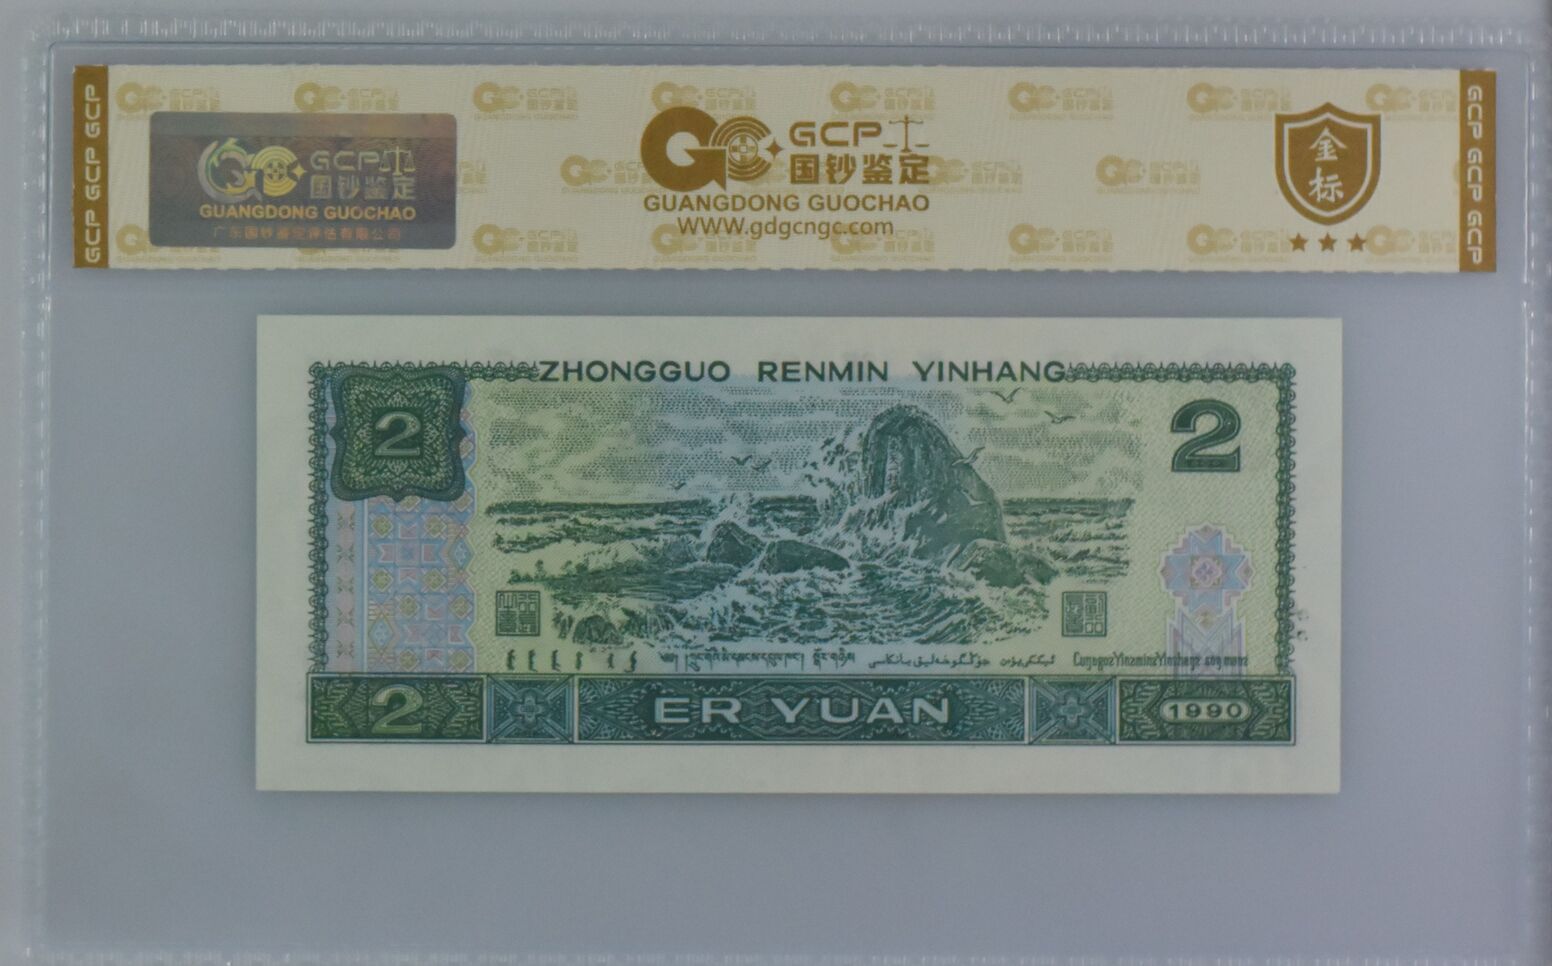 GCP GCP GCP
GCP
国钞鉴定
GUANGDONG GUOCHAO
广东国钞鉴定评估有限公司
GCP
国钞鉴定
GUANGDONG GUOCHAO
WWW.gdgcngc.com
金标
GCP GCP GCP
ZHONGGUO RENMIN YINHANG
2
2
2 ER YUAN 1990